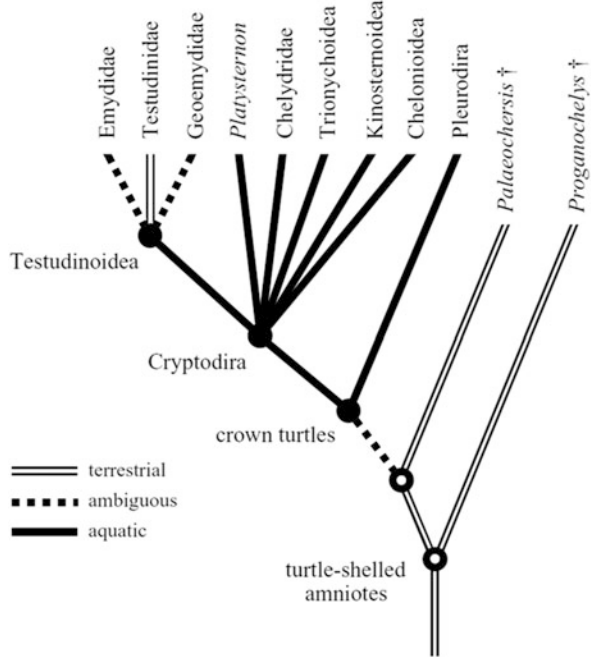 Emydidae
Testudinidae
Geoemydidae
Platysternon
Chelydridae
Trionychoidea
Kinosternoidea
Chelonioidea
Pleurodira
Palaeochersis †
Proganochelys †
Testudinoidea
Cryptodira
crown turtles
terrestrial
ambiguous
aquatic
turtle-shelled
amniotes